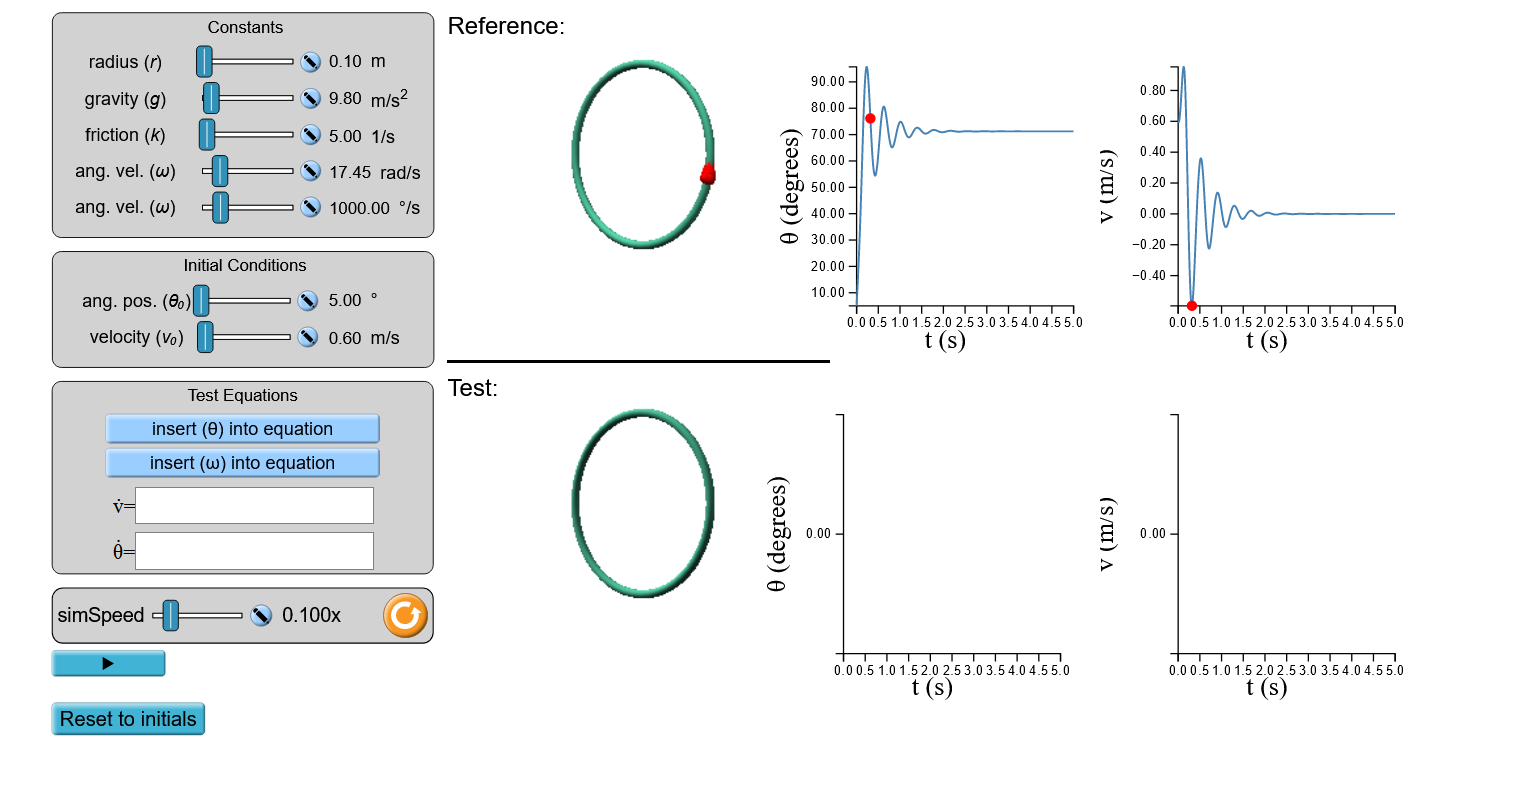 Constants
radius (r) 0.10 m
gravity (g) 9.80 m/s²
friction (k) 5.00 1/s
ang. vel. (ω) 17.45 rad/s
ang. vel. (ω) 1000.00 °/s
Initial Conditions
ang. pos. (θ₀) 5.00 °
velocity (v₀) 0.60 m/s
Test Equations
insert (θ) into equation
insert (ω) into equation
v̇=
θ̇=
simSpeed 0.100x
Reset to initials
Reference:
θ (degrees)
90.00
80.00
70.00
60.00
50.00
40.00
30.00
20.00
10.00
0.0 0.5 1.0 1.5 2.0 2.5 3.0 3.5 4.0 4.5 5.0
t (s)
v (m/s)
0.80
0.60
0.40
0.20
0.00
−0.20
−0.40
0.0 0.5 1.0 1.5 2.0 2.5 3.0 3.5 4.0 4.5 5.0
t (s)
Test:
θ (degrees)
0.00
0.0 0.5 1.0 1.5 2.0 2.5 3.0 3.5 4.0 4.5 5.0
t (s)
v (m/s)
0.00
0.0 0.5 1.0 1.5 2.0 2.5 3.0 3.5 4.0 4.5 5.0
t (s)